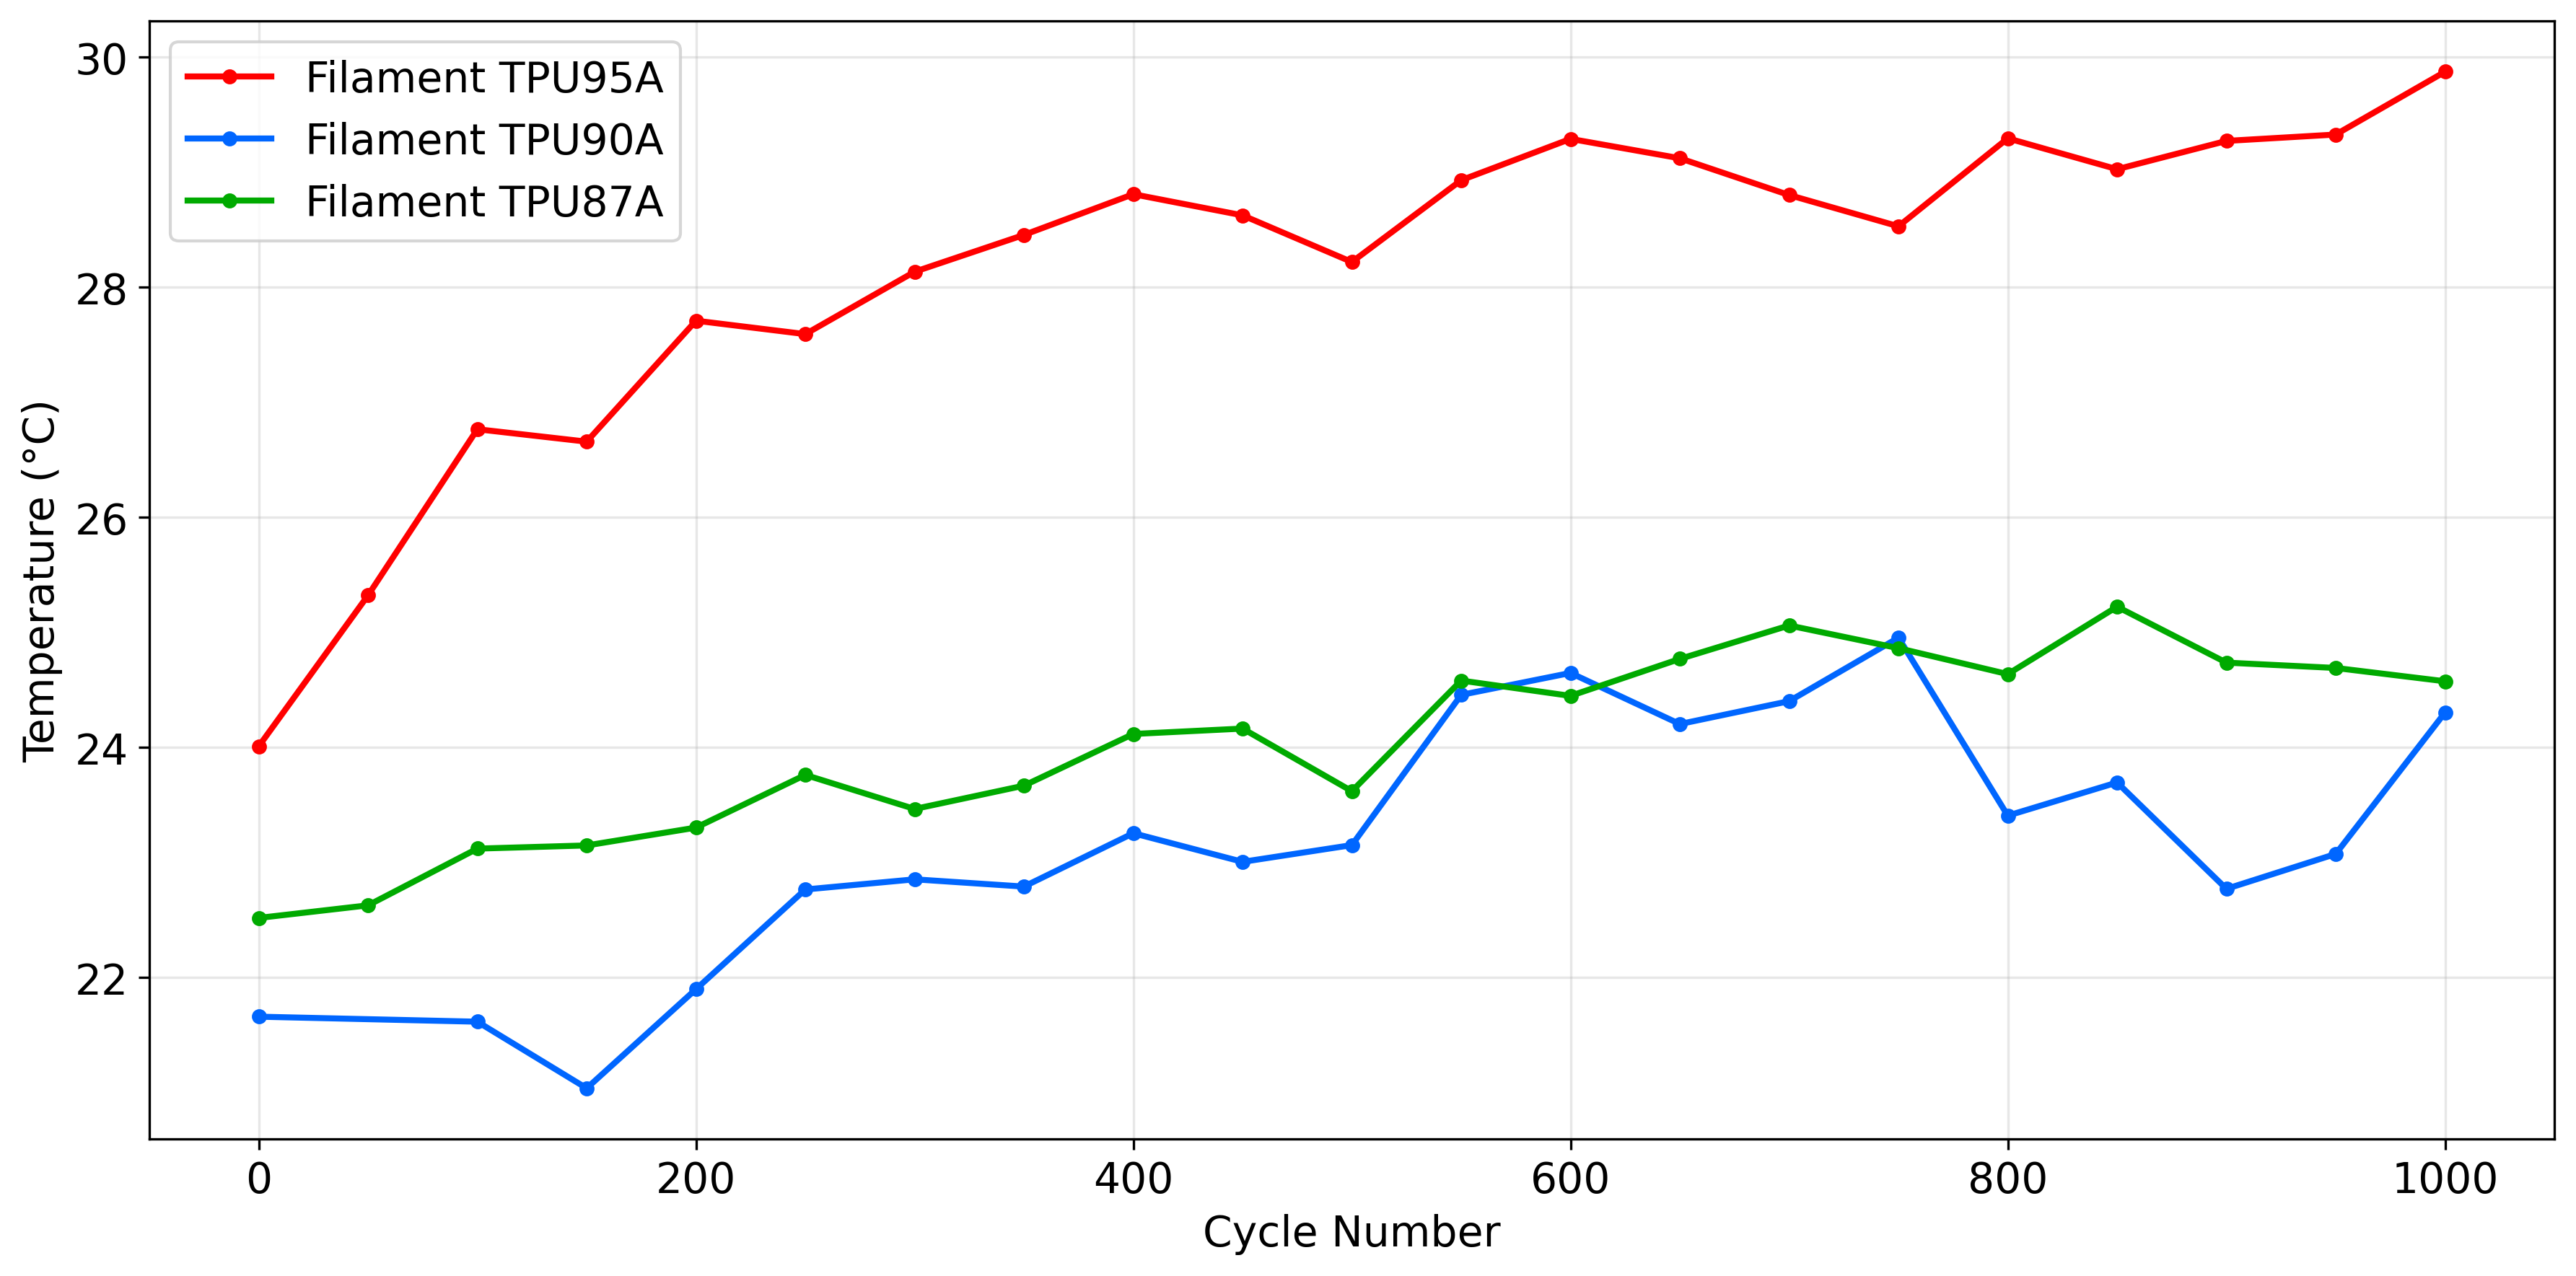 Filament TPU95A
Filament TPU90A
Filament TPU87A
Temperature (°C)
30
28
26
24
22
0 200 400 600 800 1000
Cycle Number